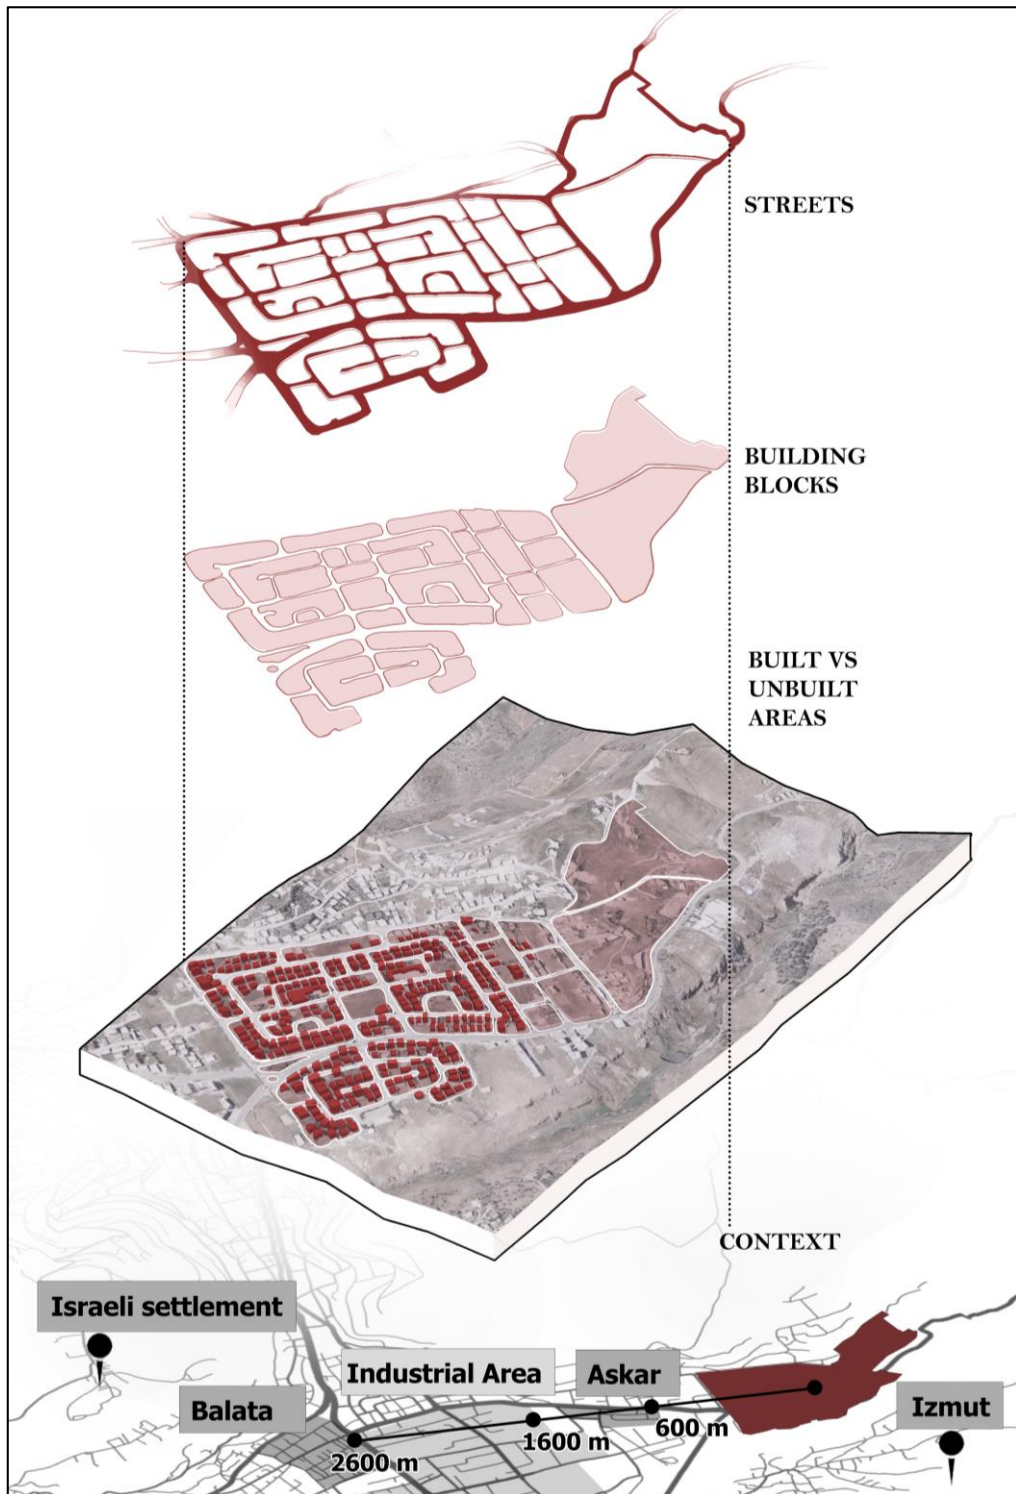 STREETS
BUILDING
BLOCKS
BUILT VS
UNBUILT
AREAS
CONTEXT
Israeli settlement
Industrial Area
Askar
Balata
Izmut
600 m
1600 m
2600 m